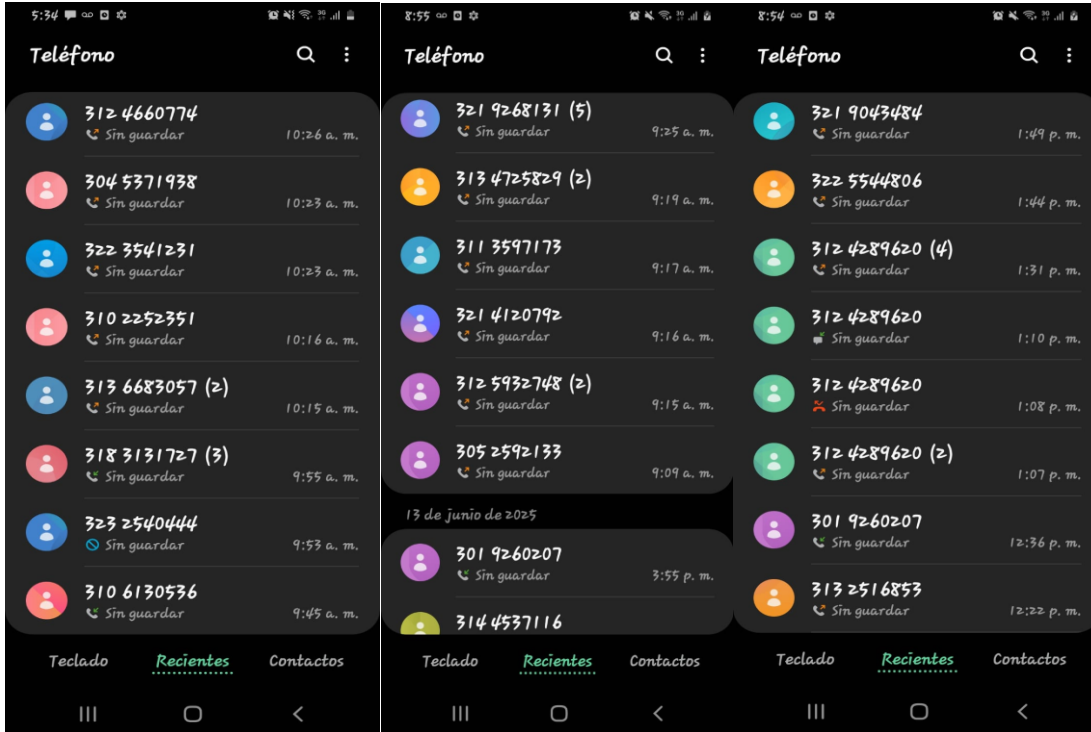 5:34
Teléfono
312 4660774
Sin guardar
10:26 a. m.
304 5371938
Sin guardar
10:23 a. m.
322 3541231
Sin guardar
10:23 a. m.
310 2252351
Sin guardar
10:16 a. m.
313 6683057 (2)
Sin guardar
10:15 a. m.
318 3131727 (3)
Sin guardar
9:55 a. m.
323 2540444
Sin guardar
9:53 a. m.
310 6130536
Sin guardar
9:45 a. m.
Teclado
Recientes
Contactos
8:55
3G
Teléfono
321 9268131 (5)
Sin guardar
9:25 a. m.
313 4725829 (2)
Sin guardar
9:19 a. m.
311 3597173
Sin guardar
9:17 a. m.
321 4120792
Sin guardar
9:16 a. m.
312 5932748 (2)
Sin guardar
9:15 a. m.
305 2592133
Sin guardar
9:09 a. m.
13 de junio de 2025
301 9260207
Sin guardar
3:55 p. m.
314 4537116
Teclado
Recientes
Contactos
8:54
3G
Teléfono
321 9043484
Sin guardar
1:49 p. m.
322 5544806
Sin guardar
1:44 p. m.
312 4289620 (4)
Sin guardar
1:31 p. m.
312 4289620
Sin guardar
1:10 p. m.
312 4289620
Sin guardar
1:08 p. m.
312 4289620 (2)
Sin guardar
1:07 p. m.
301 9260207
Sin guardar
12:36 p. m.
313 2516853
Sin guardar
12:22 p. m.
Teclado
Recientes
Contactos